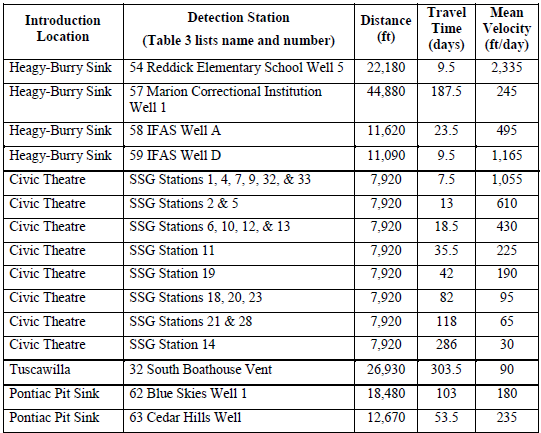 Introduction Location Detection Station (Table 3 lists name and number) Distance (ft) Travel Time (days) Mean Velocity (ft/day)
Heagy-Burry Sink 54 Reddick Elementary School Well 5 22,180 9.5 2,335
Heagy-Burry Sink 57 Marion Correctional Institution Well 1 44,880 187.5 245
Heagy-Burry Sink 58 IFAS Well A 11,620 23.5 495
Heagy-Burry Sink 59 IFAS Well D 11,090 9.5 1,165
Civic Theatre SSG Stations 1, 4, 7, 9, 32, & 33 7,920 7.5 1,055
Civic Theatre SSG Stations 2 & 5 7,920 13 610
Civic Theatre SSG Stations 6, 10, 12, & 13 7,920 18.5 430
Civic Theatre SSG Station 11 7,920 35.5 225
Civic Theatre SSG Station 19 7,920 42 190
Civic Theatre SSG Stations 18, 20, 23 7,920 82 95
Civic Theatre SSG Stations 21 & 28 7,920 118 65
Civic Theatre SSG Station 14 7,920 286 30
Tuscawilla 32 South Boathouse Vent 26,930 303.5 90
Pontiac Pit Sink 62 Blue Skies Well 1 18,480 103 180
Pontiac Pit Sink 63 Cedar Hills Well 12,670 53.5 235